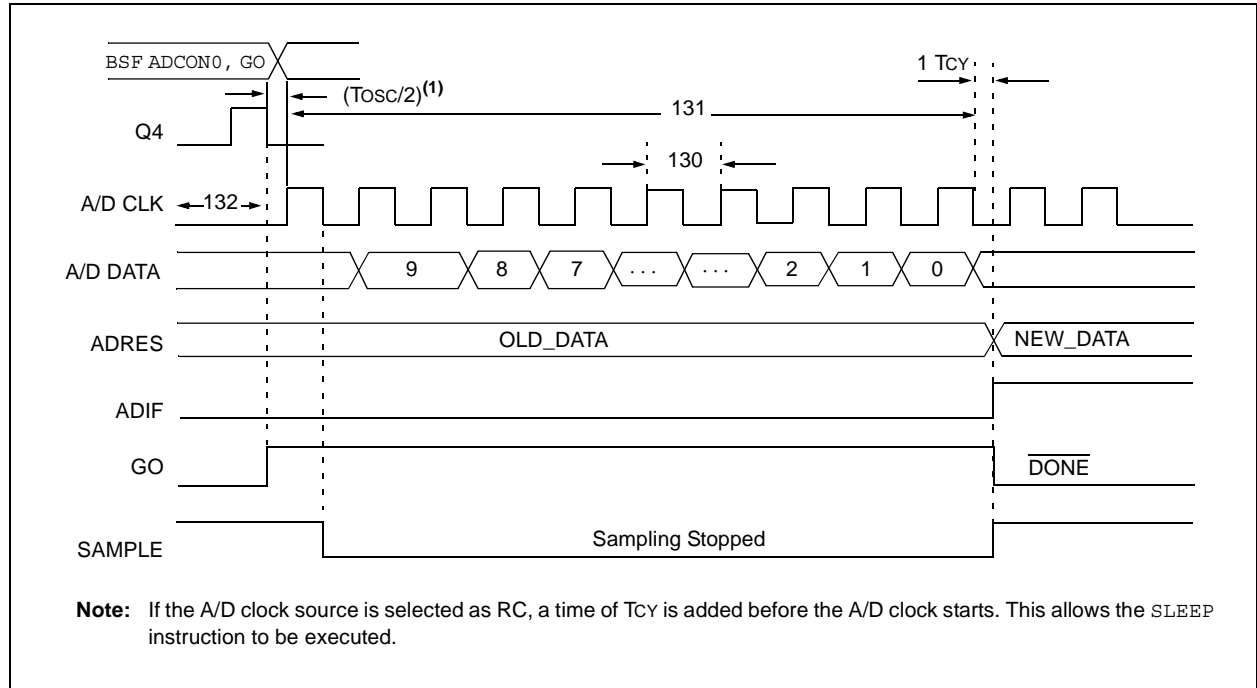 BSF ADCON0, GO
1 TCY
(TOSC/2)(1)
131
Q4
130
A/D CLK
132
A/D DATA
9 8 7 . . . . . . 2 1 0
ADRES
OLD_DATA
NEW_DATA
ADIF
GO
DONE
SAMPLE
Sampling Stopped
Note: If the A/D clock source is selected as RC, a time of TCY is added before the A/D clock starts. This allows the SLEEP
instruction to be executed.